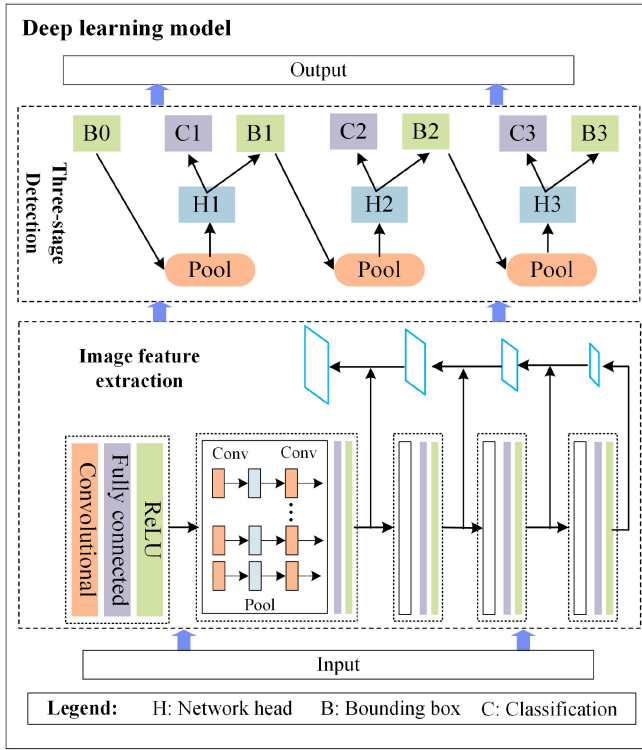 Deep learning model
Output
B0
C1
B1
C2
B2
C3
B3
Three-stage
Detection
H1
H2
H3
Pool
Pool
Pool
Image feature
extraction
Convolutional
Fully connected
ReLU
Conv
Conv
Pool
Input
Legend: H: Network head B: Bounding box C: Classification